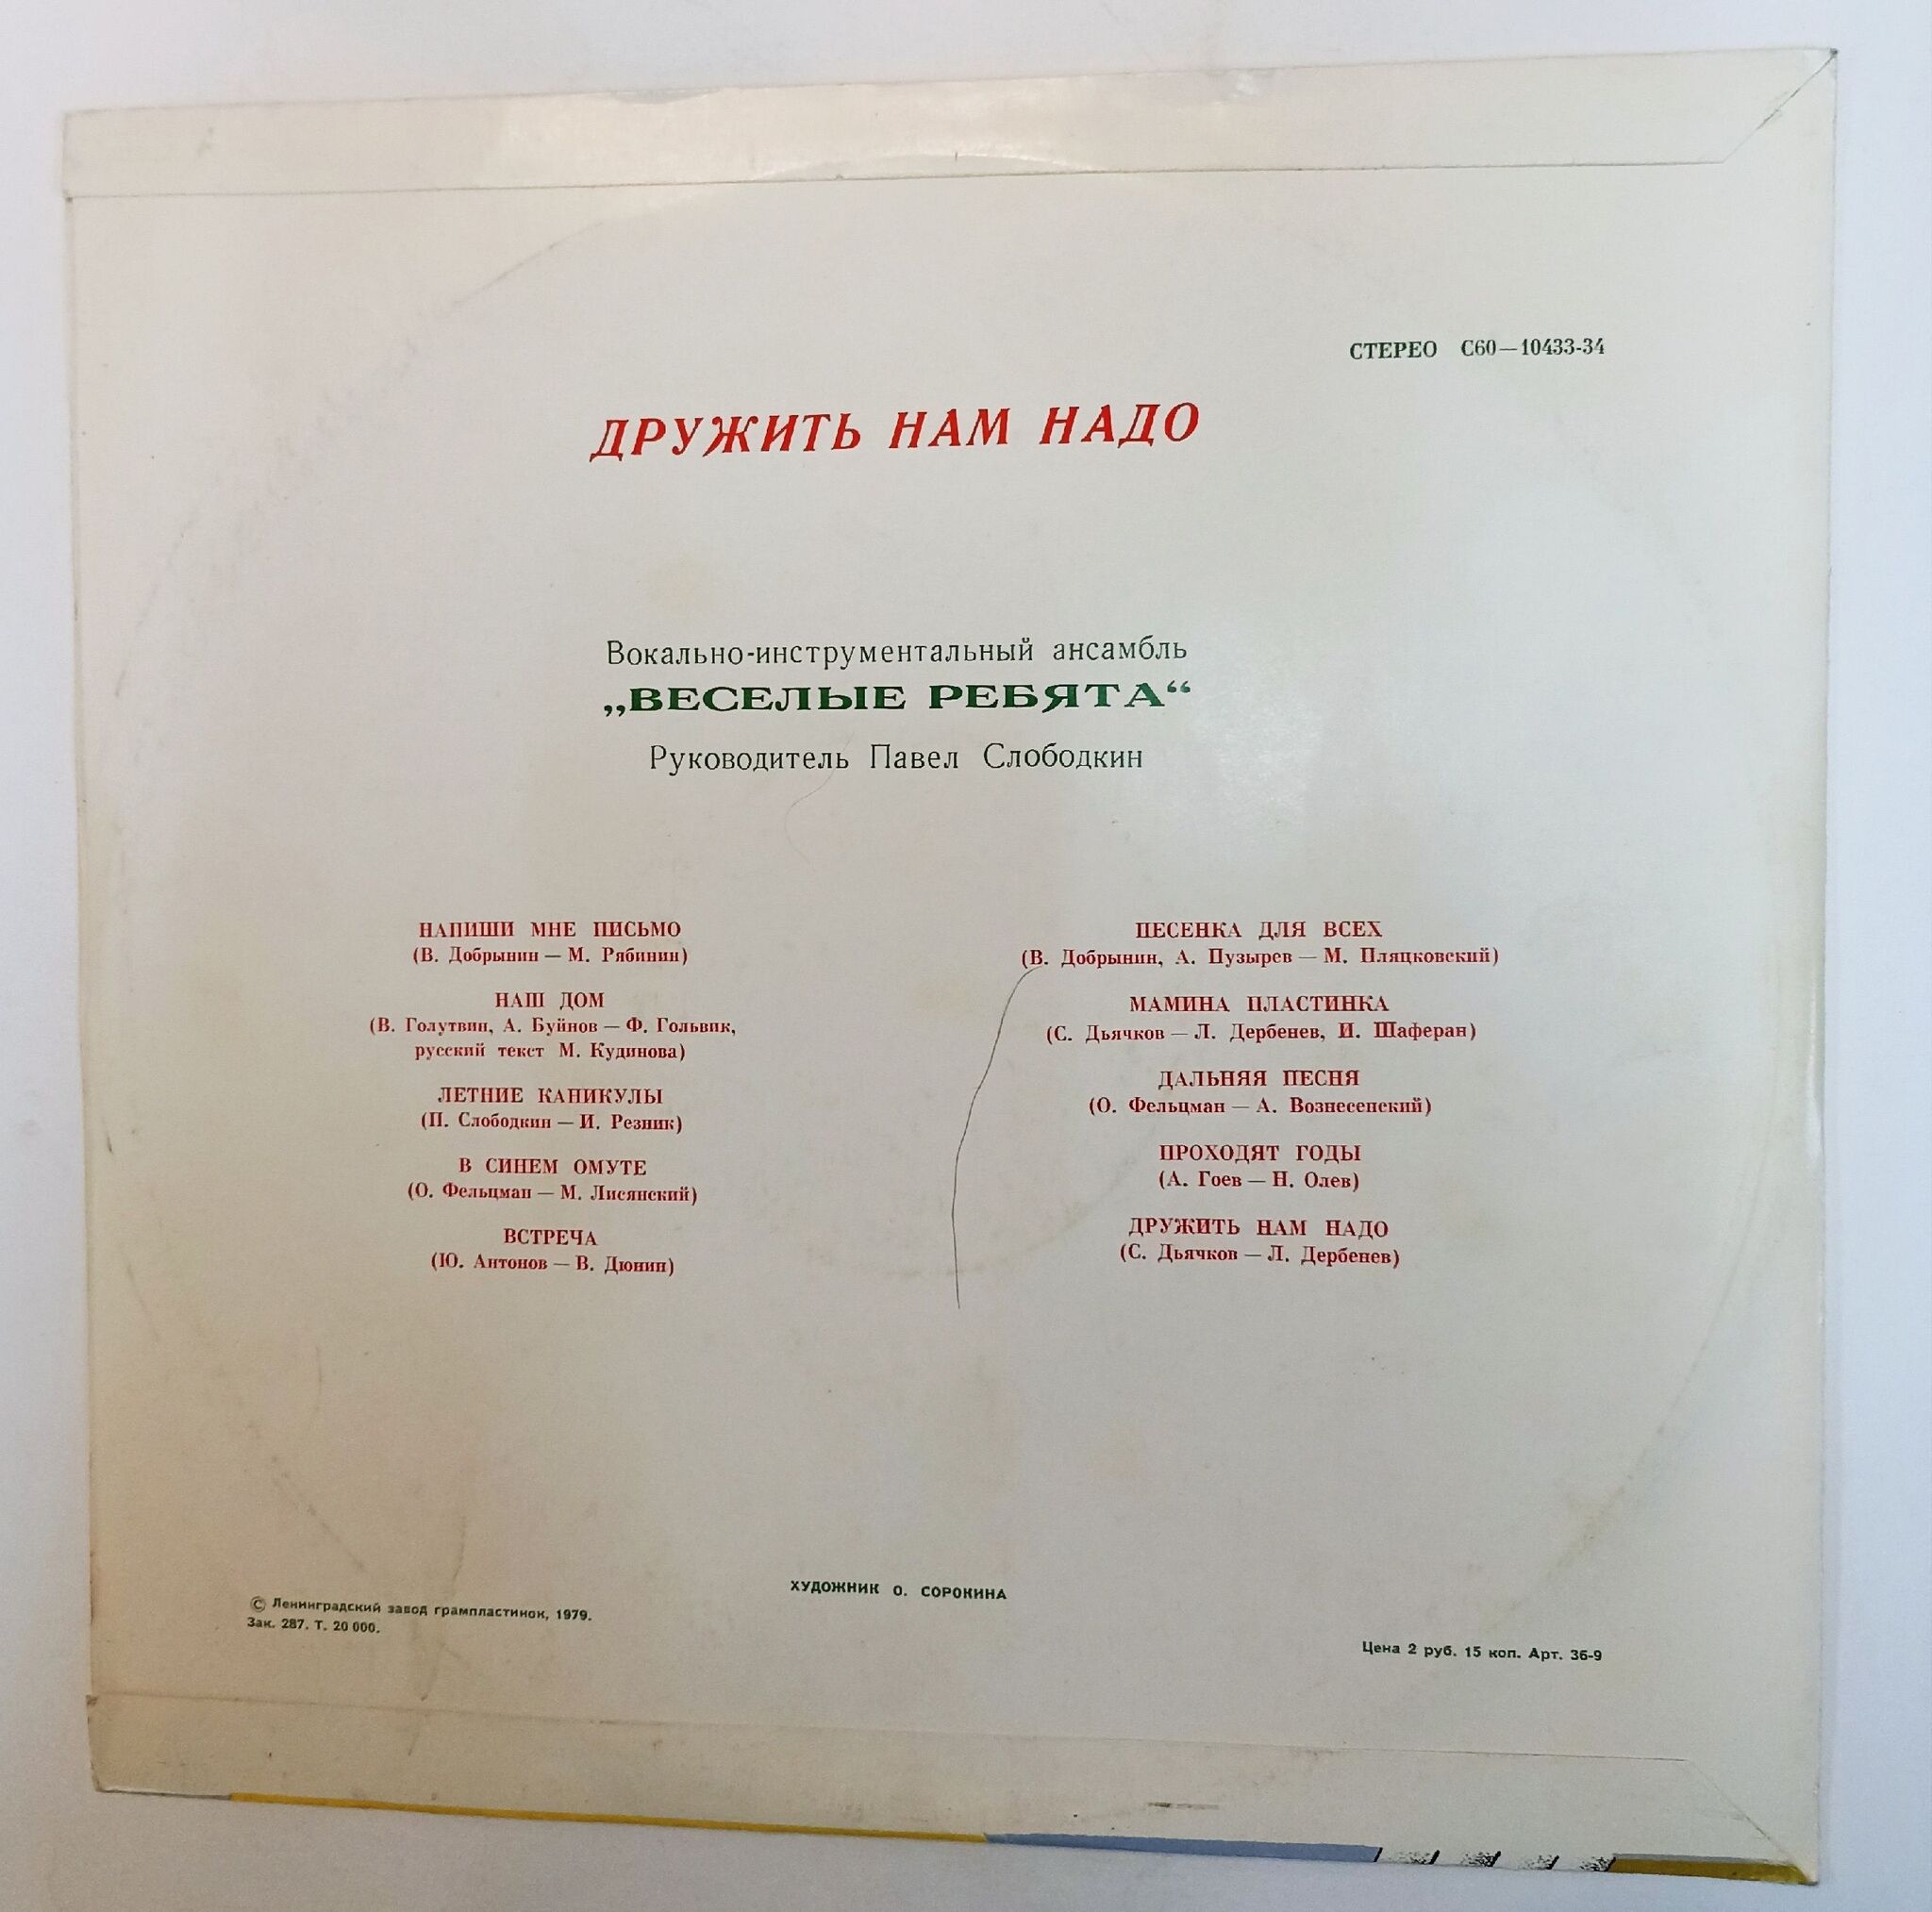 СТЕРЕО С60—10433-34
ДРУЖИТЬ НАМ НАДО
Вокально-инструментальный ансамбль
„ВЕСЕЛЫЕ РЕБЯТА“
Руководитель Павел Слободкин
НАПИШИ МНЕ ПИСЬМО
(В. Добрынин — М. Рябинин)
НАШ ДОМ
(В. Голутвин, А. Буйнов — Ф. Гольвик,
русский текст М. Кудинова)
ЛЕТНИЕ КАНИКУЛЫ
(П. Слободкин — И. Резник)
В СИНЕМ ОМУТЕ
(О. Фельцман — М. Лисянский)
ВСТРЕЧА
(Ю. Антонов — В. Дюнин)
ПЕСЕНКА ДЛЯ ВСЕХ
(В. Добрынин, А. Пузырев — М. Пляцковский)
МАМИНА ПЛАСТИНКА
(С. Дьячков — Л. Дербенев, И. Шаферан)
ДАЛЬНЯЯ ПЕСНЯ
(О. Фельцман — А. Вознесенский)
ПРОХОДЯТ ГОДЫ
(А. Гоев — Н. Олев)
ДРУЖИТЬ НАМ НАДО
(С. Дьячков — Л. Дербенев)
ХУДОЖНИК О. СОРОКИНА
© Ленинградский завод грампластинок, 1979.
Зак. 287. Т. 20 000.
Цена 2 руб. 15 коп. Арт. 36-9